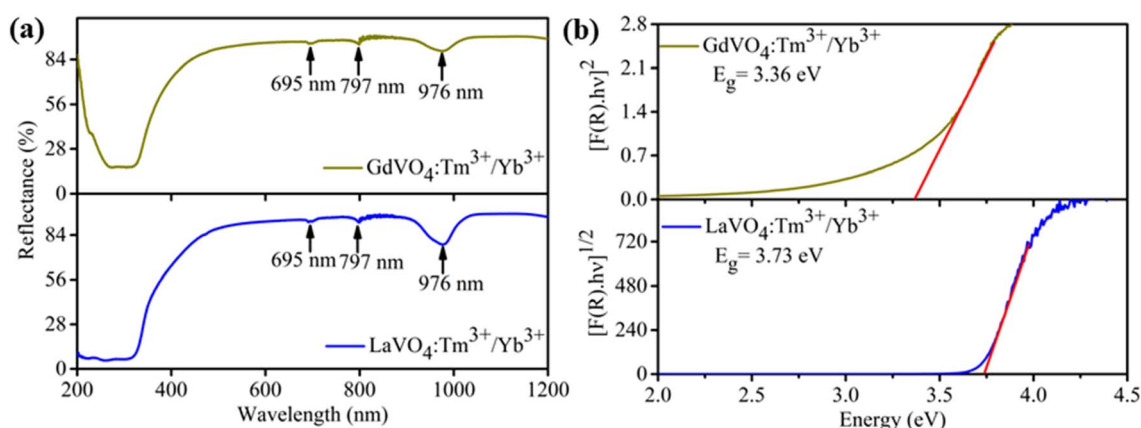 (a)
84
56
28
0
695 nm 797 nm
976 nm
GdVO₄:Tm³⁺/Yb³⁺
84
56
28
0
695 nm 797 nm
976 nm
LaVO₄:Tm³⁺/Yb³⁺
200 400 600 800 1000 1200
Wavelength (nm)
Reflectance (%)
(b)
2.8
2.1
1.4
0.7
0.0
[F(R).hv]²
GdVO₄:Tm³⁺/Yb³⁺
E_g= 3.36 eV
720
480
240
0
[F(R).hv]^1/2
LaVO₄:Tm³⁺/Yb³⁺
E_g= 3.73 eV
2.0 2.5 3.0 3.5 4.0 4.5
Energy (eV)